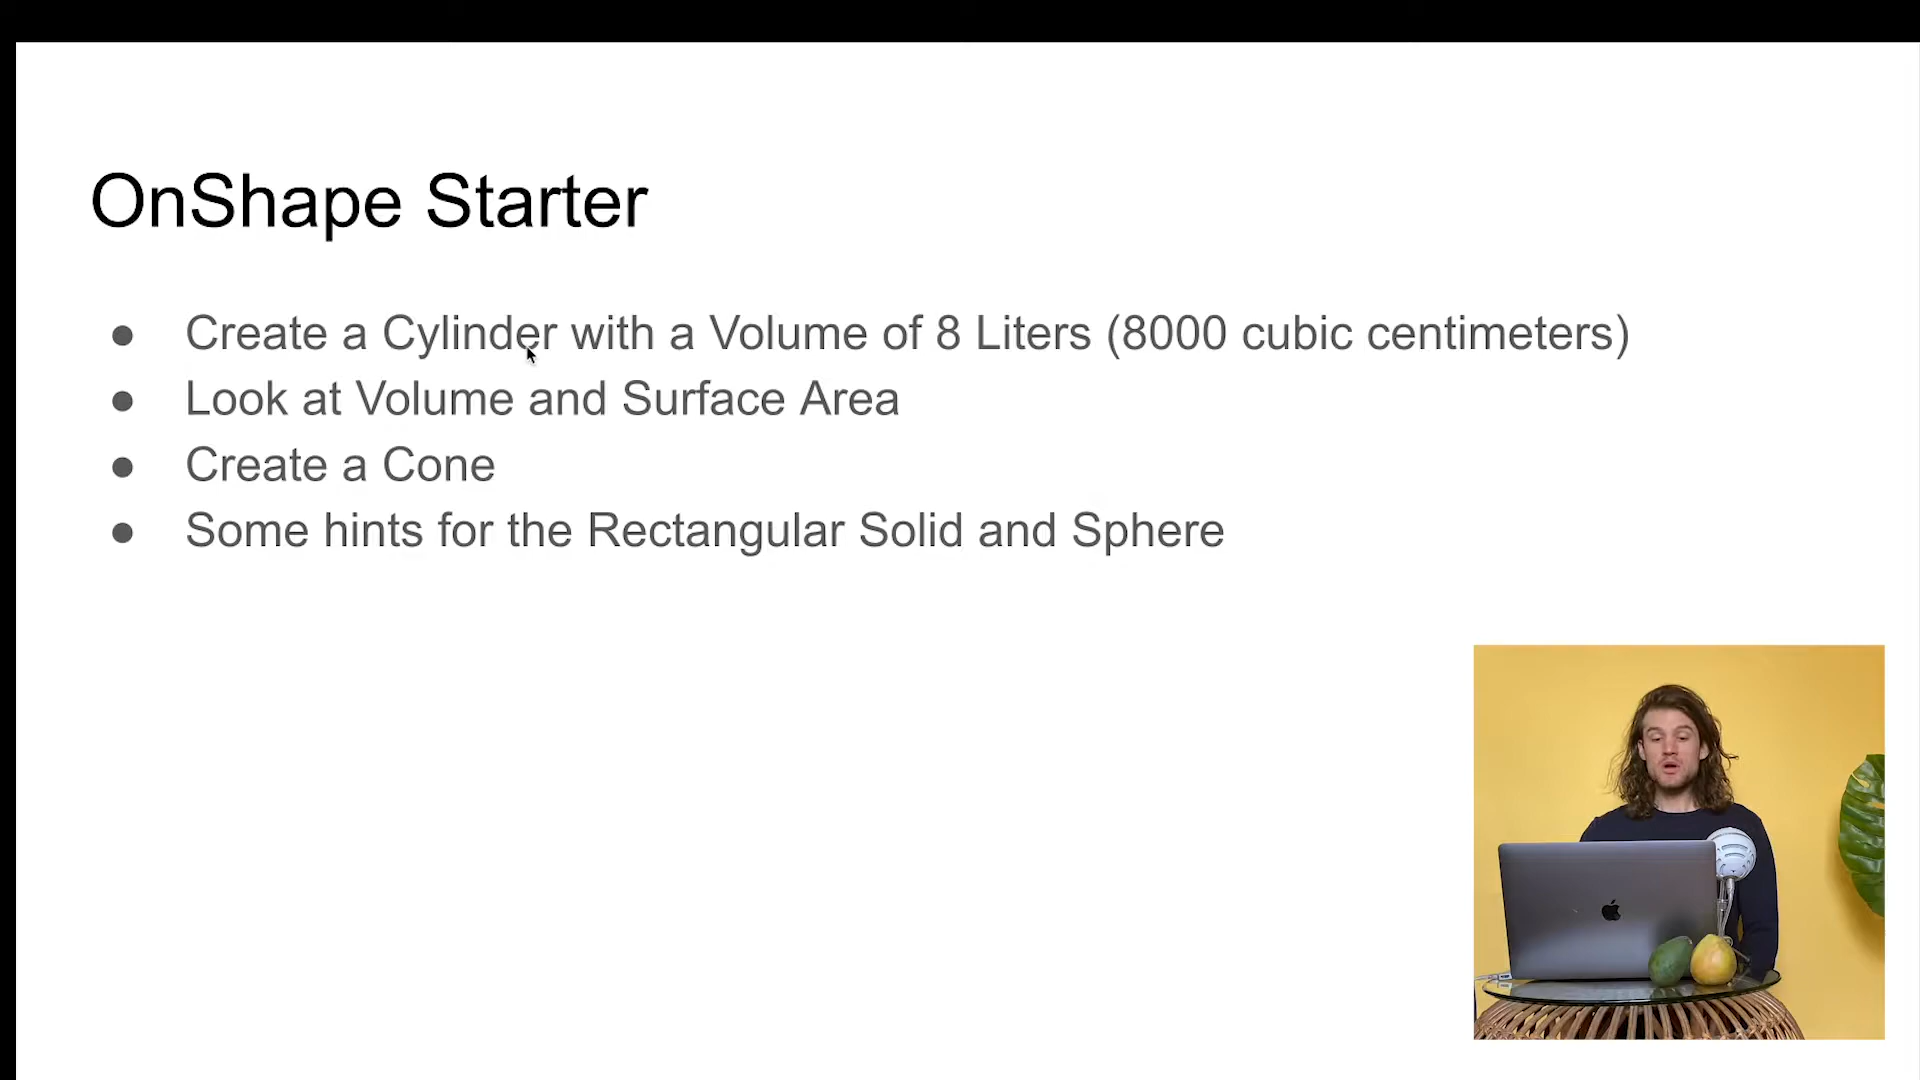 OnShape Starter
● Create a Cylinder with a Volume of 8 Liters (8000 cubic centimeters)
● Look at Volume and Surface Area
● Create a Cone
● Some hints for the Rectangular Solid and Sphere